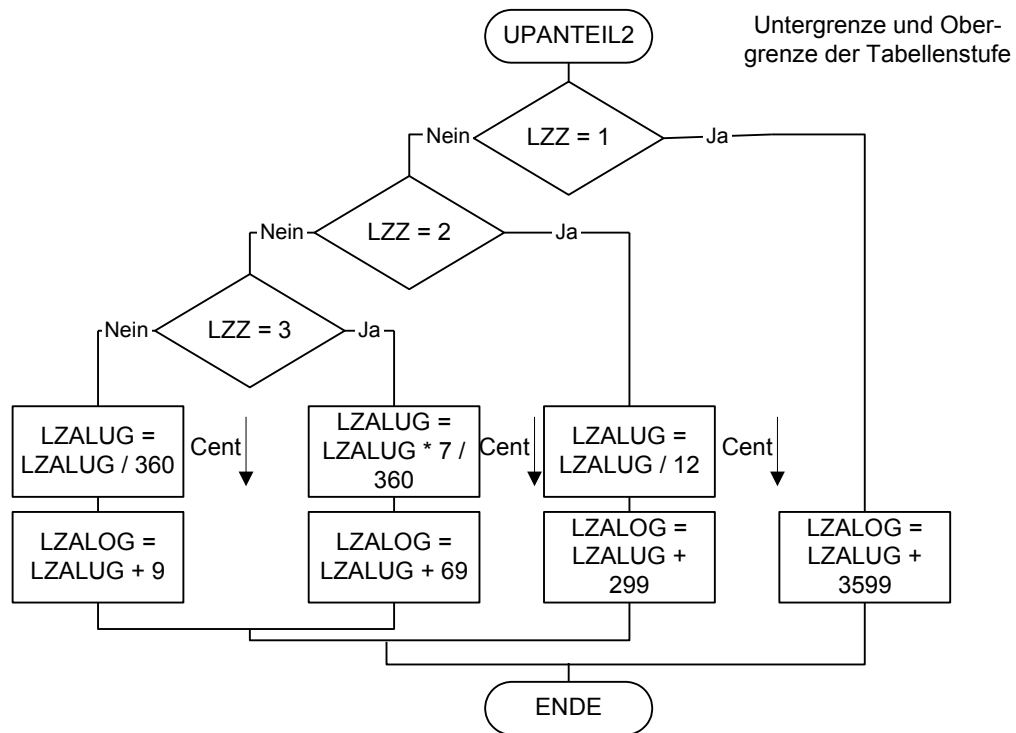 UPANTEIL2
Untergrenze und Ober-
grenze der Tabellenstufe
LZZ = 1
Nein
Ja
LZZ = 2
Nein
Ja
LZZ = 3
Nein
Ja
LZALUG =
LZALUG / 360
Cent
LZALUG =
LZALUG * 7 /
360
Cent
LZALUG =
LZALUG / 12
Cent
LZALOG =
LZALUG + 9
LZALOG =
LZALUG + 69
LZALOG =
LZALUG +
299
LZALOG =
LZALUG +
3599
ENDE